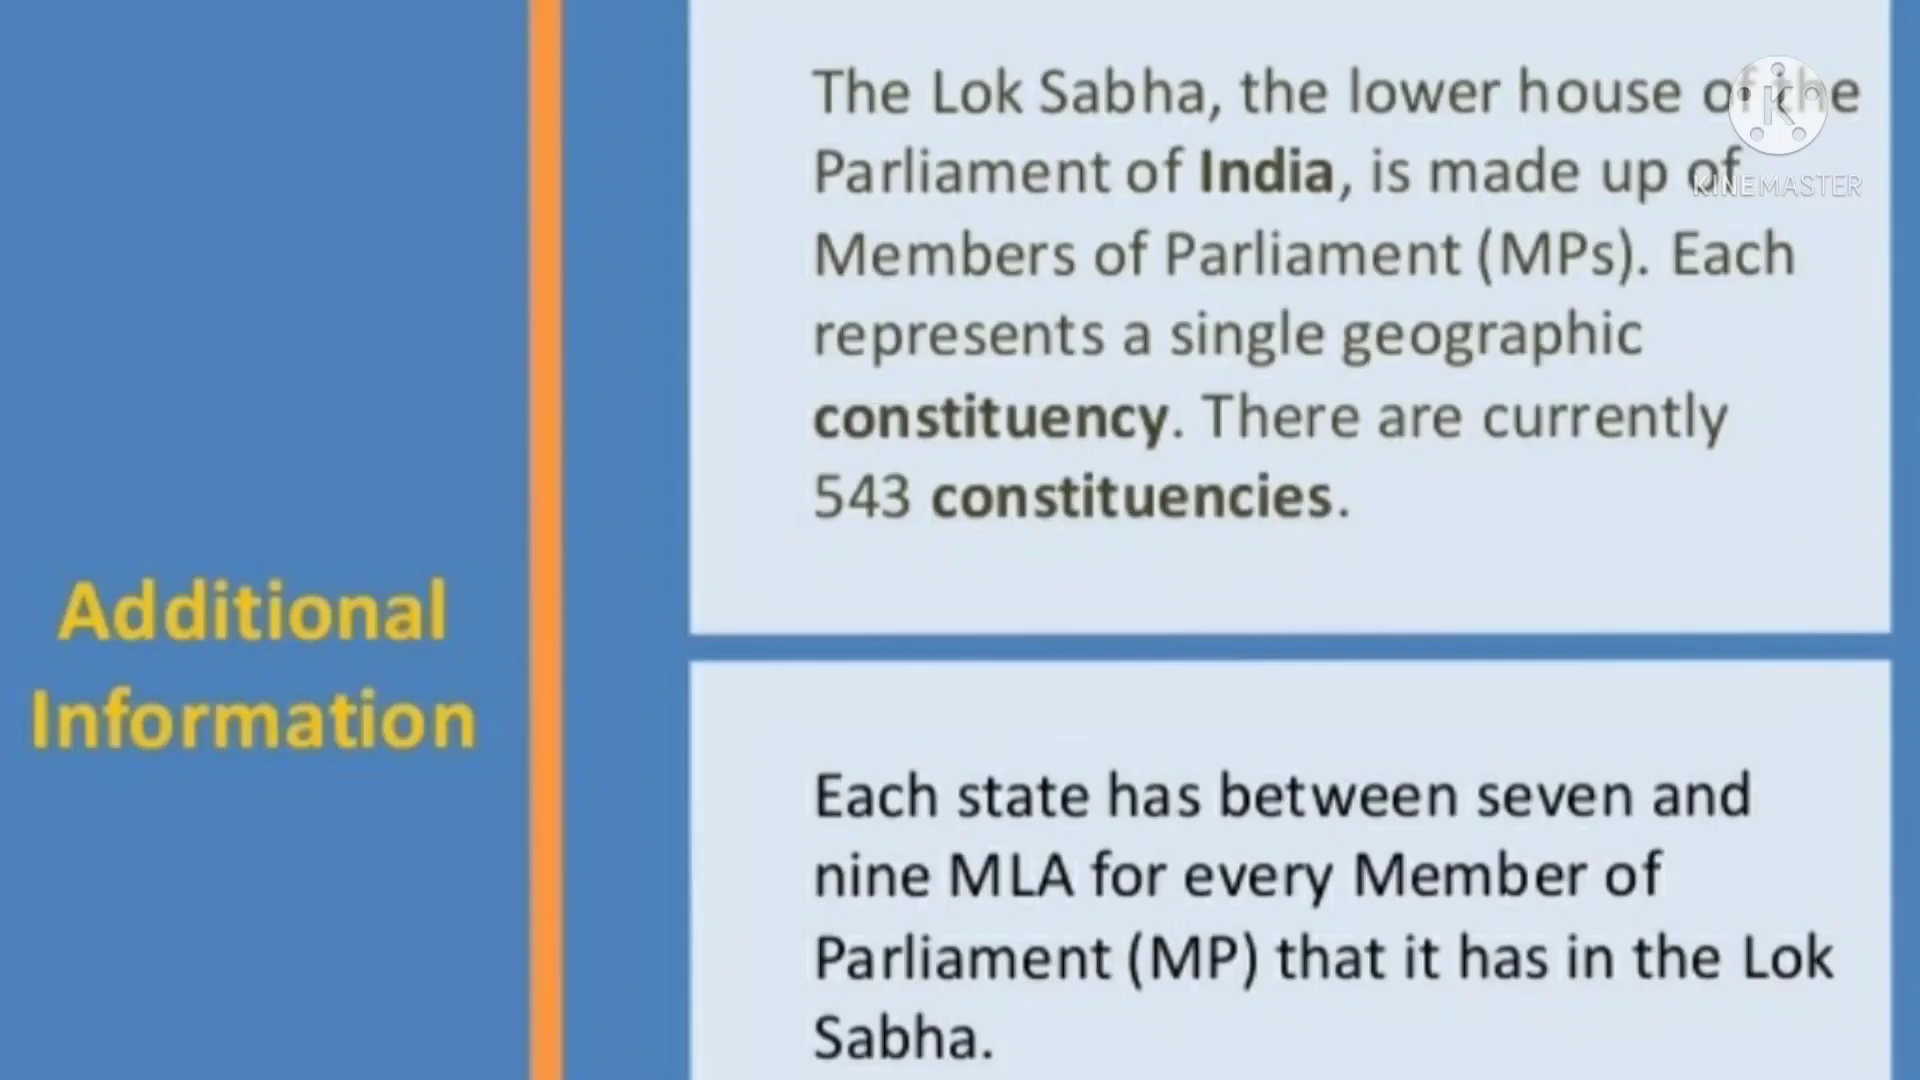 Additional
Information
The Lok Sabha, the lower house of the
Parliament of India, is made up of
Members of Parliament (MPs). Each
represents a single geographic
constituency. There are currently
543 constituencies.
Each state has between seven and
nine MLA for every Member of
Parliament (MP) that it has in the Lok
Sabha.
K
KINEMASTER